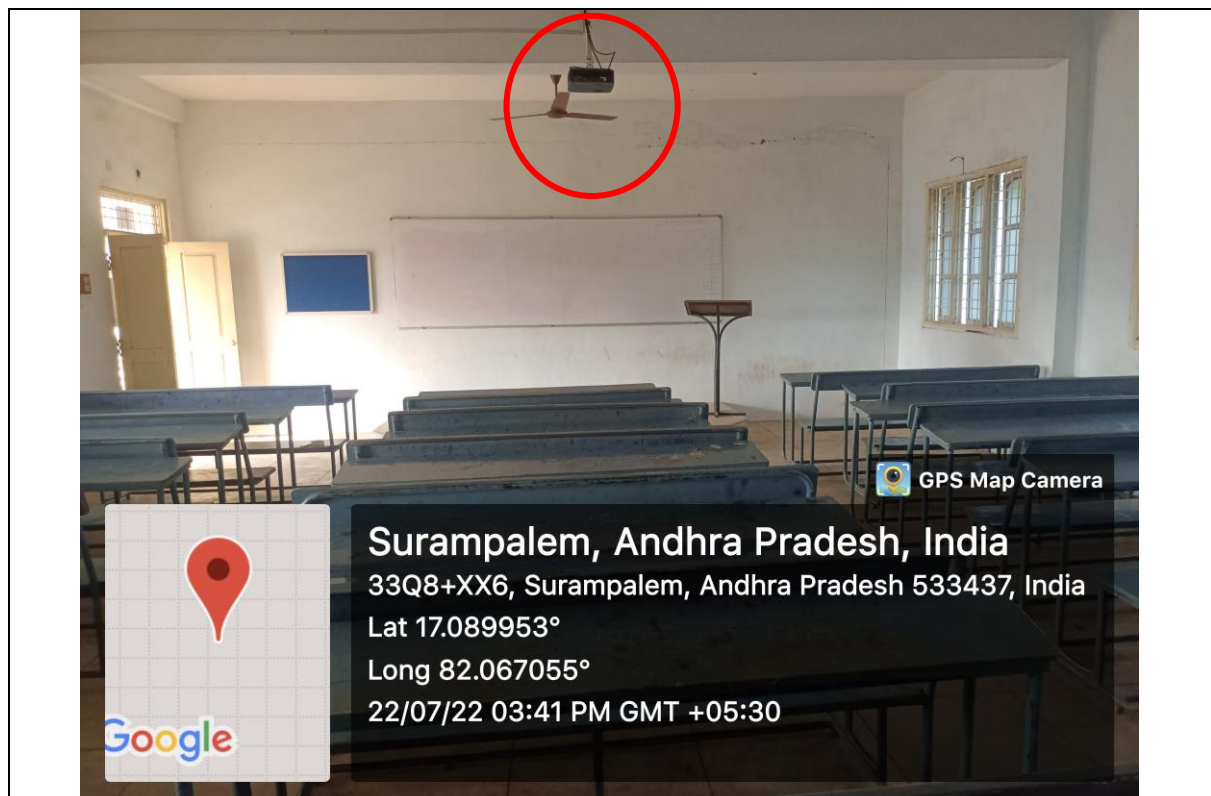 GPS Map Camera
Surampalem, Andhra Pradesh, India
33Q8+XX6, Surampalem, Andhra Pradesh 533437, India
Lat 17.089953°
Long 82.067055°
22/07/22 03:41 PM GMT +05:30
Google